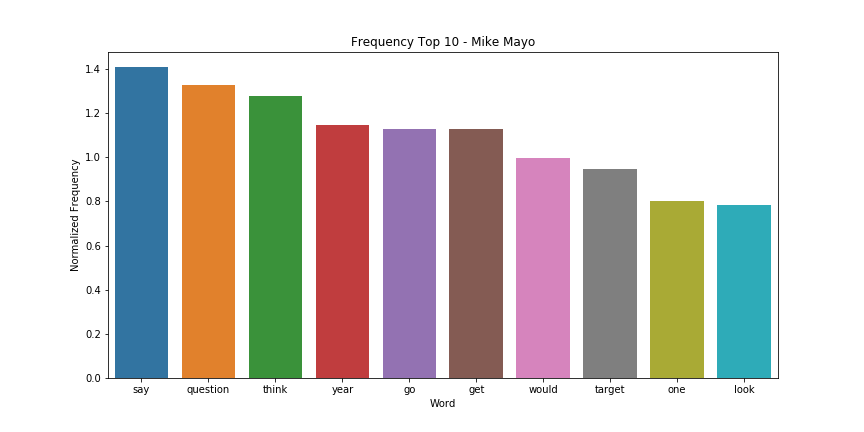 Frequency Top 10 - Mike Mayo
1.4
1.2
1.0
0.8
0.6
0.4
0.2
0.0
Normalized Frequency
say question think year go get would target one look
Word